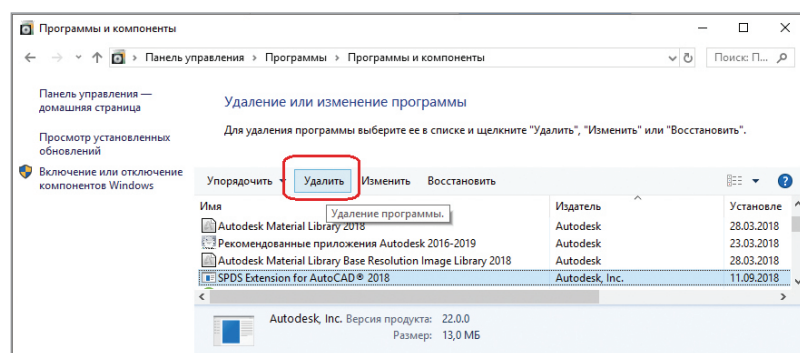 Программы и компоненты
Панель управления > Программы > Программы и компоненты
Поиск: П...
Панель управления —
домашняя страница
Просмотр установленных
обновлений
Включение или отключение
компонентов Windows
Удаление или изменение программы
Для удаления программы выберите ее в списке и щелкните "Удалить", "Изменить" или "Восстановить".
Упорядочить Удалить Изменить Восстановить
Имя Издатель Установле
Удаление программы.
Autodesk Material Library 2018 Autodesk 28.03.2018
Рекомендованные приложения Autodesk 2016-2019 Autodesk 23.03.2018
Autodesk Material Library Base Resolution Image Library 2018 Autodesk 28.03.2018
SPDS Extension for AutoCAD® 2018 Autodesk, Inc. 11.09.2018
Autodesk, Inc. Версия продукта: 22.0.0
Размер: 13,0 МБ